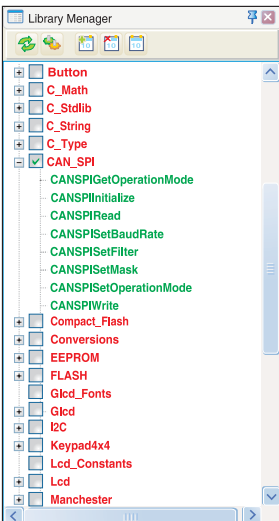 Library Menager
Button
C_Math
C_Stdlib
C_String
C_Type
CAN_SPI
CANSPIGetOperationMode
CANSPIInitialize
CANSPIRead
CANSPISetBaudRate
CANSPISetFilter
CANSPISetMask
CANSPISetOperationMode
CANSPIWrite
Compact_Flash
Conversions
EEPROM
FLASH
Glcd_Fonts
Glcd
I2C
Keypad4x4
Lcd_Constants
Lcd
Manchester